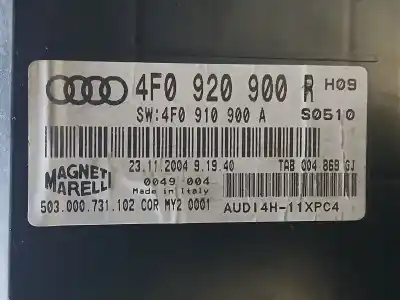 4F0 920 900 R H09
SW:4F0 910 900 A S0510
23.11.2004 9.19.40 TAB 004 869 GJ
MAGNETI MARELLI
0049 004
Made in Italy
503.000.731.102 COR MY2 0001
AUDI4H-11XPC4